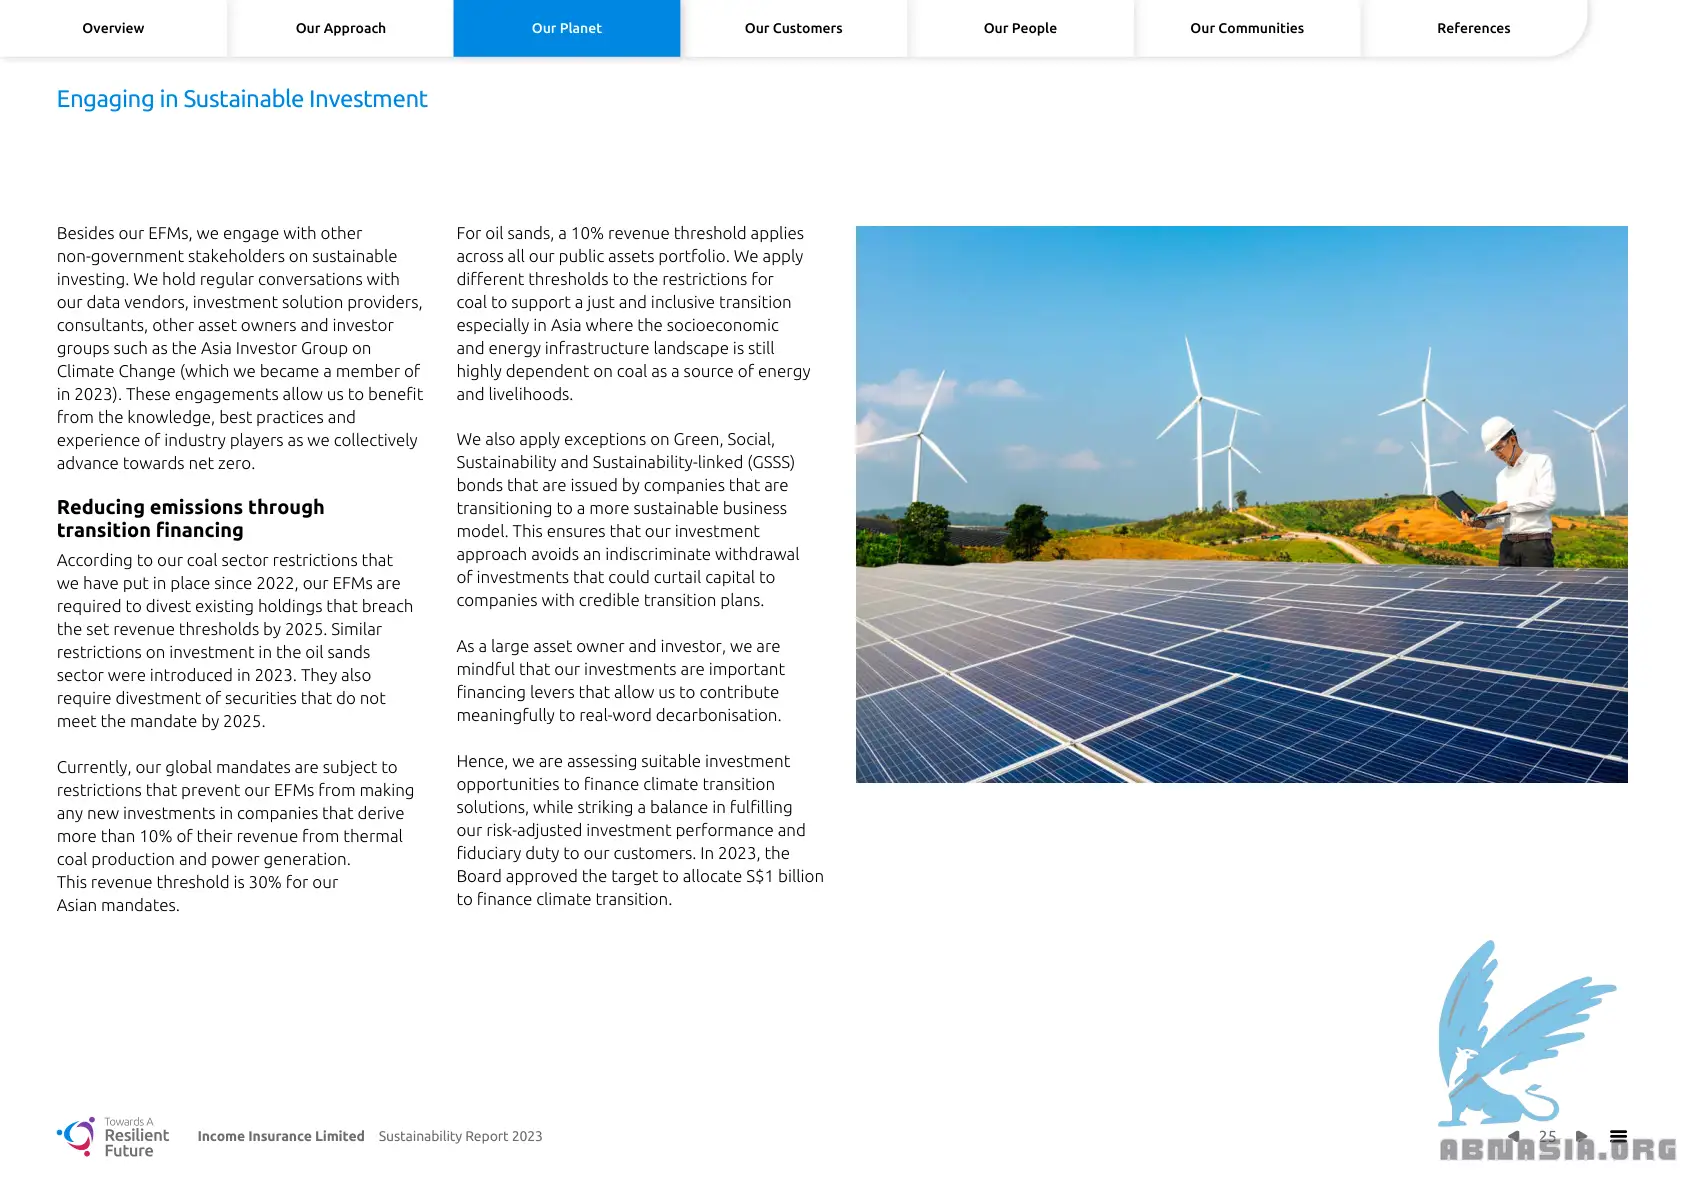 Overview
Our Approach
Our Planet
Our Customers
Our People
Our Communities
References
Engaging in Sustainable Investment
Besides our EFMs, we engage with other
non-government stakeholders on sustainable
investing. We hold regular conversations with
our data vendors, investment solution providers,
consultants, other asset owners and investor
groups such as the Asia Investor Group on
Climate Change (which we became a member of
in 2023). These engagements allow us to benefit
from the knowledge, best practices and
experience of industry players as we collectively
advance towards net zero.
Reducing emissions through
transition financing
According to our coal sector restrictions that
we have put in place since 2022, our EFMs are
required to divest existing holdings that breach
the set revenue thresholds by 2025. Similar
restrictions on investment in the oil sands
sector were introduced in 2023. They also
require divestment of securities that do not
meet the mandate by 2025.
Currently, our global mandates are subject to
restrictions that prevent our EFMs from making
any new investments in companies that derive
more than 10% of their revenue from thermal
coal production and power generation.
This revenue threshold is 30% for our
Asian mandates.
For oil sands, a 10% revenue threshold applies
across all our public assets portfolio. We apply
different thresholds to the restrictions for
coal to support a just and inclusive transition
especially in Asia where the socioeconomic
and energy infrastructure landscape is still
highly dependent on coal as a source of energy
and livelihoods.
We also apply exceptions on Green, Social,
Sustainability and Sustainability-linked (GSSS)
bonds that are issued by companies that are
transitioning to a more sustainable business
model. This ensures that our investment
approach avoids an indiscriminate withdrawal
of investments that could curtail capital to
companies with credible transition plans.
As a large asset owner and investor, we are
mindful that our investments are important
financing levers that allow us to contribute
meaningfully to real-word decarbonisation.
Hence, we are assessing suitable investment
opportunities to finance climate transition
solutions, while striking a balance in fulfilling
our risk-adjusted investment performance and
fiduciary duty to our customers. In 2023, the
Board approved the target to allocate S$1 billion
to finance climate transition.
Towards A
Resilient
Future
Income Insurance Limited Sustainability Report 2023
25
ABNASIA.ORG